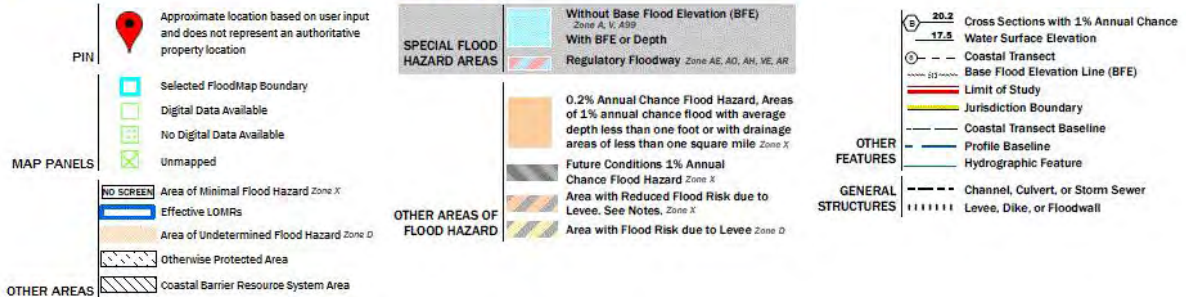 PIN
Approximate location based on user input
and does not represent an authoritative
property location
MAP PANELS
Selected FloodMap Boundary
Digital Data Available
No Digital Data Available
Unmapped
OTHER AREAS
NO SCREEN Area of Minimal Flood Hazard Zone X
Effective LOMRs
Area of Undetermined Flood Hazard Zone D
Otherwise Protected Area
Coastal Barrier Resource System Area
SPECIAL FLOOD
HAZARD AREAS
Without Base Flood Elevation (BFE)
Zone A, V, A99
With BFE or Depth
Regulatory Floodway Zone AE, AO, AH, VE, AR
OTHER AREAS OF
FLOOD HAZARD
0.2% Annual Chance Flood Hazard, Areas
of 1% annual chance flood with average
depth less than one foot or with drainage
areas of less than one square mile Zone X
Future Conditions 1% Annual
Chance Flood Hazard Zone X
Area with Reduced Flood Risk due to
Levee. See Notes. Zone X
Area with Flood Risk due to Levee Zone D
OTHER
FEATURES
B 20.2 Cross Sections with 1% Annual Chance
17.5 Water Surface Elevation
8 Coastal Transect
513 Base Flood Elevation Line (BFE)
Limit of Study
Jurisdiction Boundary
Coastal Transect Baseline
Profile Baseline
Hydrographic Feature
GENERAL
STRUCTURES
Channel, Culvert, or Storm Sewer
Levee, Dike, or Floodwall